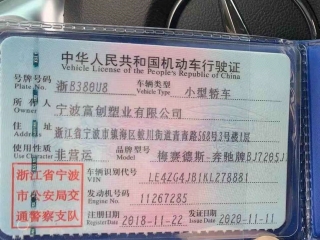 中华人民共和国机动车行驶证
Vehicle License of the People's Republic of China
号牌号码 Plate No. 浙B380U8 车辆类型 Vehicle Type 小型轿车
所有人 Owner 宁波富创塑业有限公司
住址 浙江省宁波市镇海区蛟川街道青青路568号3号楼1层
使用性质 Use Character 非营运 品牌型号 梅赛德斯-奔驰牌BJ7205J
浙江省宁波市公安局交通警察支队
车辆识别代号 VIN LE4ZG4JB1KL278881
发动机号码 11267285
注册日期 Register Date 2018-11-22 发证日期 2020-11-11